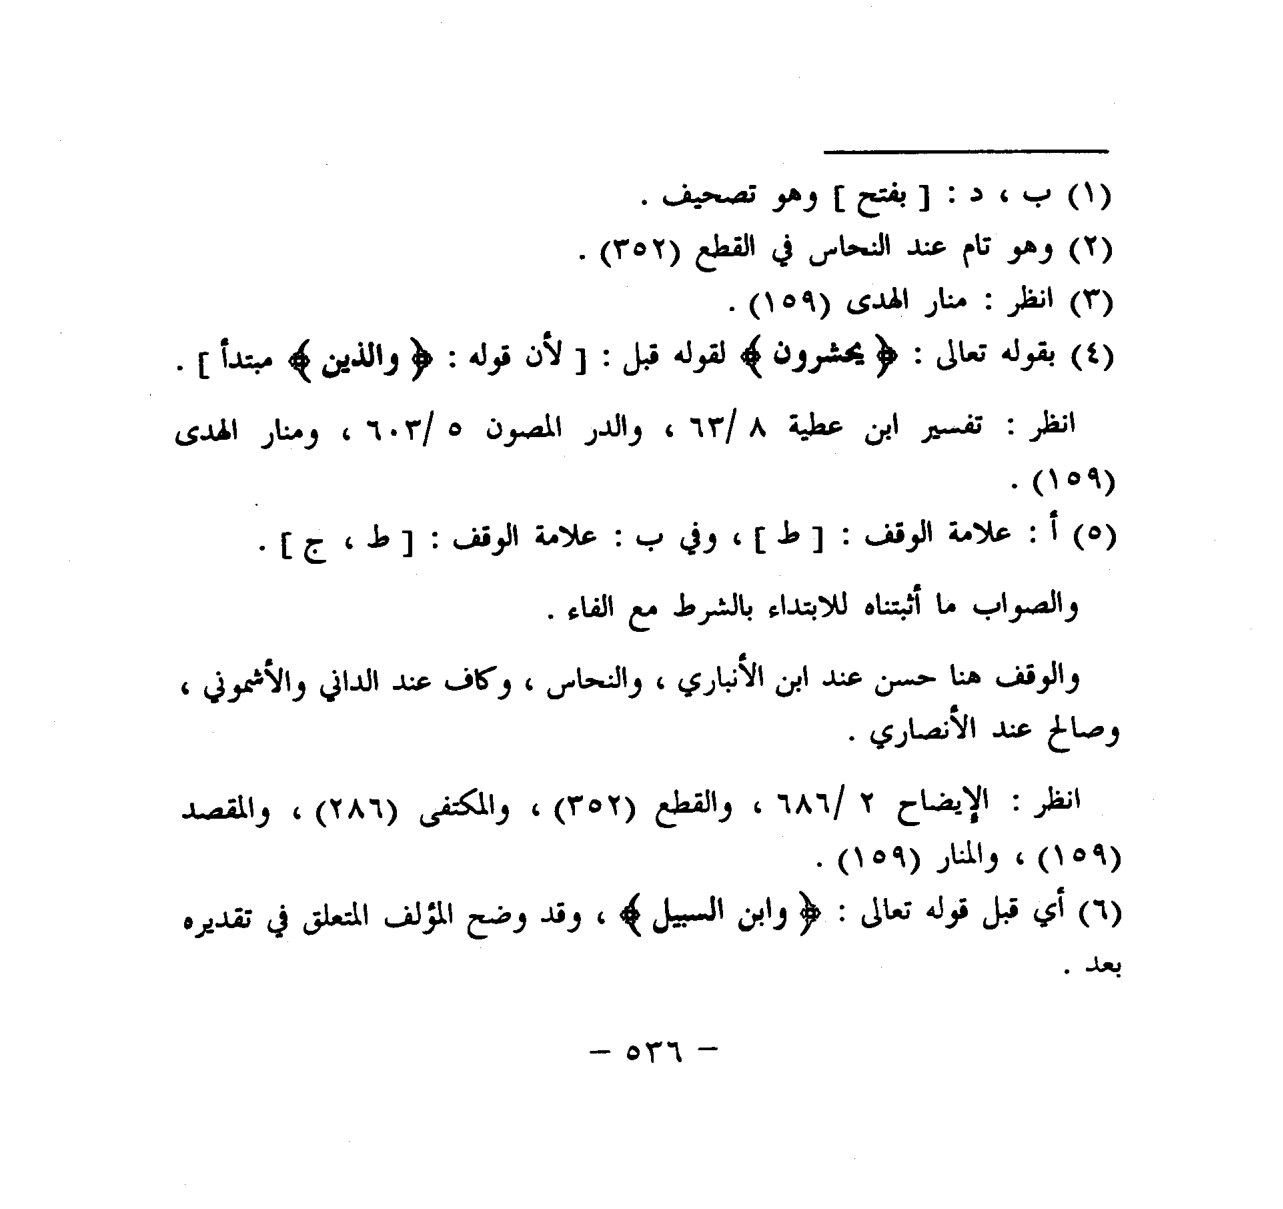 (١) ب ، د : [ بفتح ] وهو تصحيف .
(٢) وهو تام عند النحاس في القطع (٣٥٢) .
(٣) انظر : منار الهدى (١٥٩) .
(٤) بقوله تعالى : ﴿ يحشرون ﴾ لقوله قبل : [ لأن قوله : ﴿ والذين ﴾ مبتدأ ] .
انظر : تفسير ابن عطية ٨ /٦٣ ، والدر المصون ٥ /٦٠٣ ، ومنار الهدى
(١٥٩) .
(٥) أ : علامة الوقف : [ ط ] ، وفي ب : علامة الوقف : [ ط ، ج ] .
والصواب ما أثبتناه للابتداء بالشرط مع الفاء .
والوقف هنا حسن عند ابن الأنباري ، والنحاس ، وكاف عند الداني والأشموني ،
وصالح عند الأنصاري .
انظر : الإيضاح ٢ /٦٨٦ ، والقطع (٣٥٢) ، والمكتفى (٢٨٦) ، والمقصد
(١٥٩) ، والمنار (١٥٩) .
(٦) أي قبل قوله تعالى : ﴿ وابن السبيل ﴾ ، وقد وضح المؤلف المتعلق في تقديره
بعد .
– ٥٣٦ –